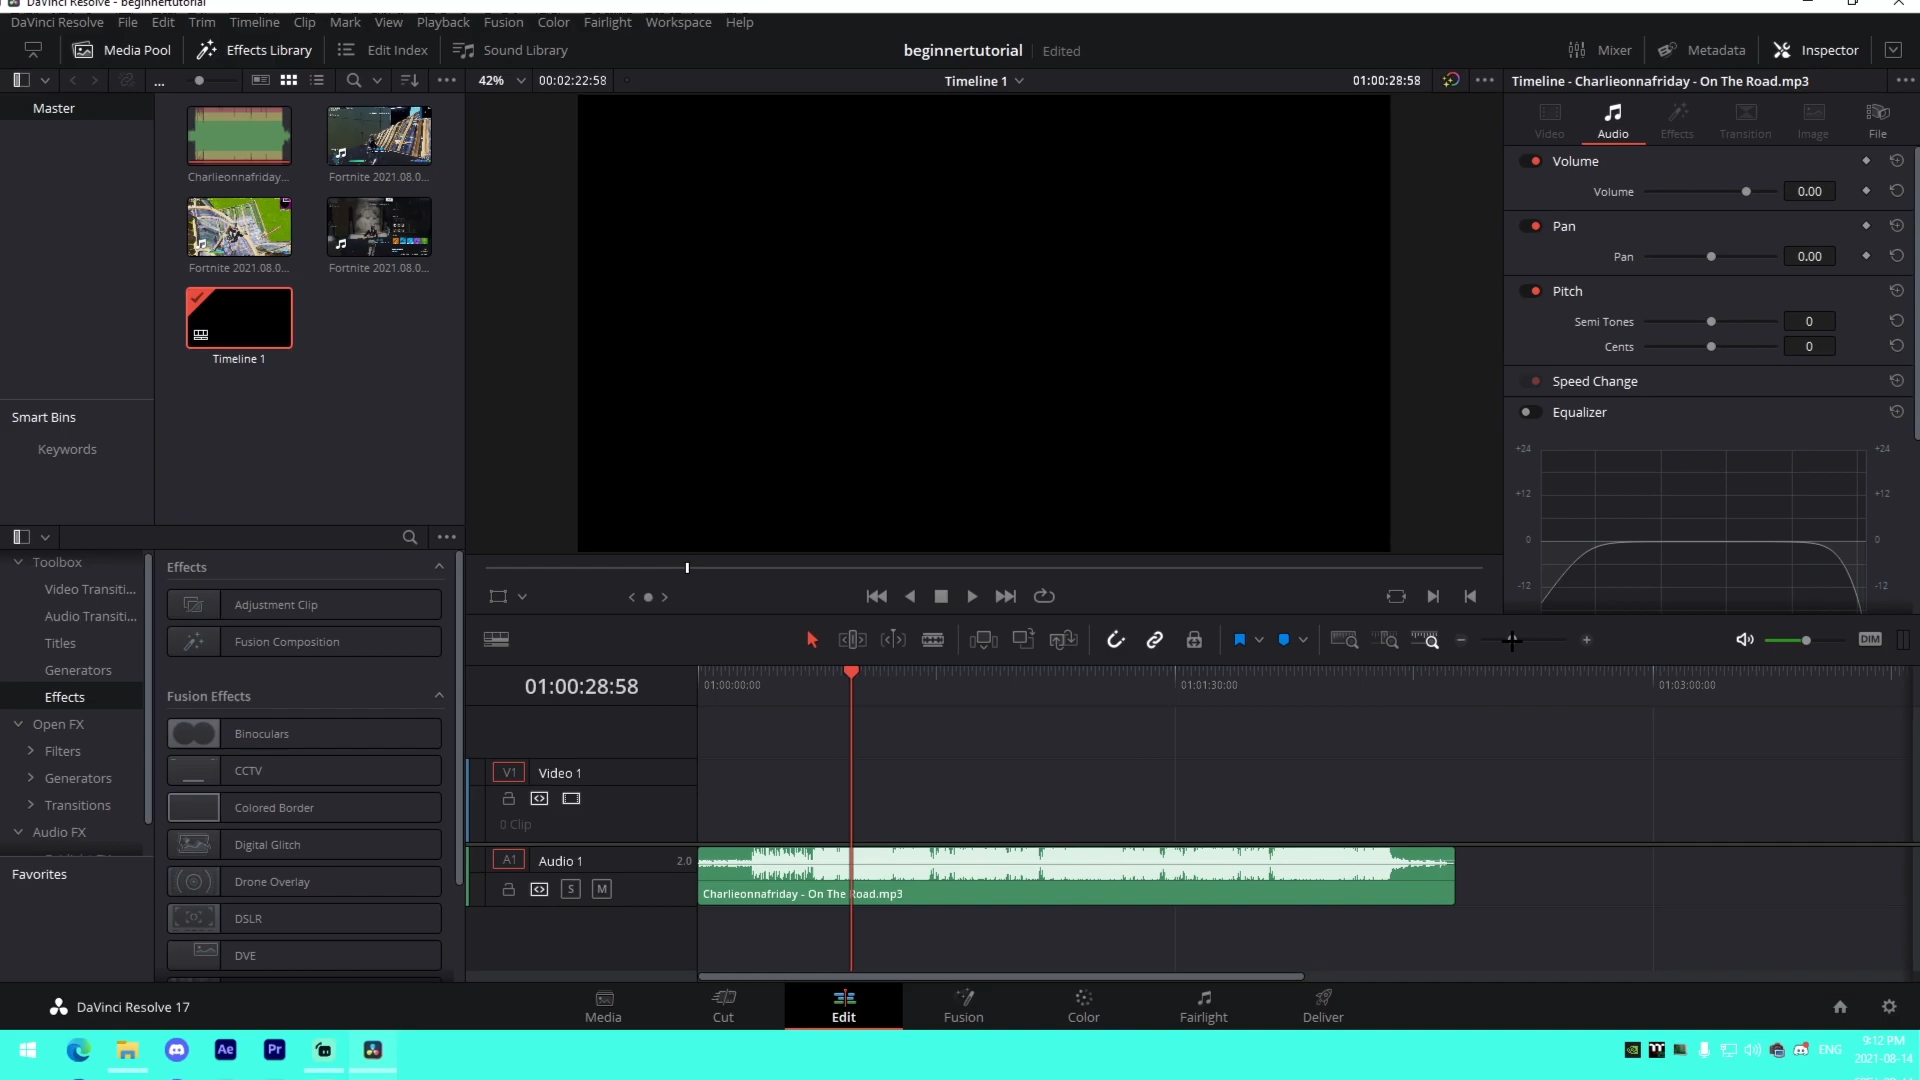 DaVinci Resolve - beginnertutorial
DaVinci Resolve File Edit Trim Timeline Clip Mark View Playback Fusion Color Fairlight Workspace Help
Media Pool Effects Library Edit Index Sound Library beginnertutorial Edited Mixer Metadata Inspector
... 42% 00:02:22:58 Timeline 1 01:00:28:58 Timeline - Charlieonnafriday - On The Road.mp3
Master
Charlieonnafriday...
Fortnite 2021.08.0...
Fortnite 2021.08.0...
Fortnite 2021.08.0...
Timeline 1
Smart Bins
Keywords
Video Audio Effects Transition Image File
Volume
Volume 0.00
Pan
Pan 0.00
Pitch
Semi Tones 0
Cents 0
Speed Change
Equalizer
+24 +24
+12 +12
0 0
-12 -12
Toolbox
Video Transiti...
Audio Transiti...
Titles
Generators
Effects
Open FX
Filters
Generators
Transitions
Audio FX
Favorites
Effects
Adjustment Clip
Fusion Composition
Fusion Effects
Binoculars
CCTV
Colored Border
Digital Glitch
Drone Overlay
DSLR
DVE
DIM
01:00:28:58
01:00:00:00 01:01:30:00 01:03:00:00
V1 Video 1
0 Clip
A1 Audio 1 2.0
S M
Charlieonnafriday - On The Road.mp3
DaVinci Resolve 17
Media Cut Edit Fusion Color Fairlight Deliver
Ae Pr
ENG
9:12 PM
2021-08-14